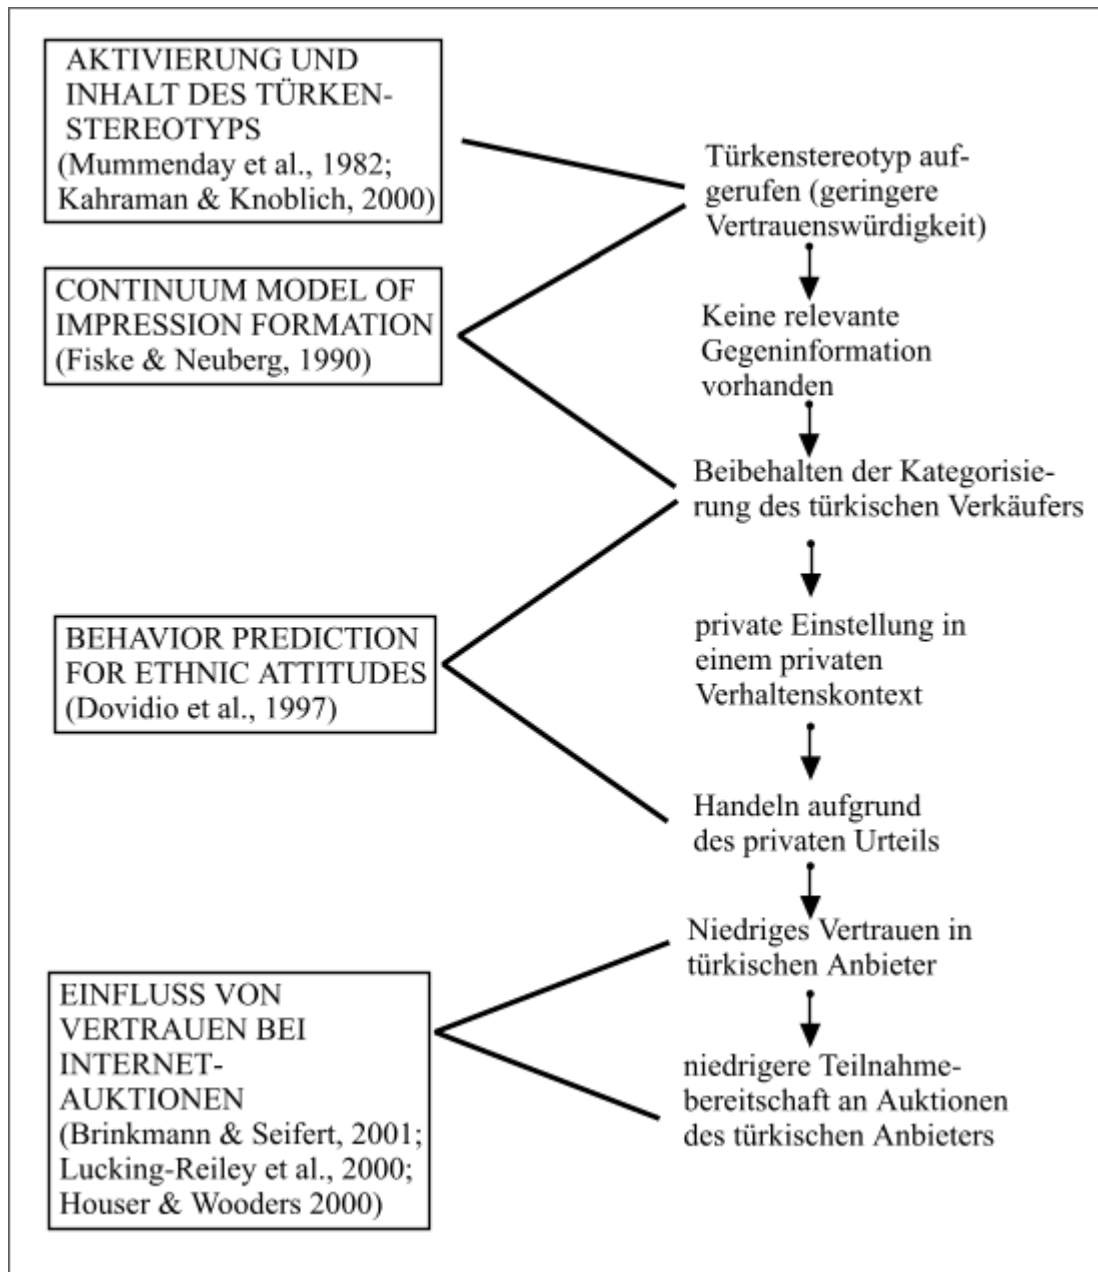 AKTIVIERUNG UND
INHALT DES TÜRKEN-
STEREOTYPS
(Mummenday et al., 1982;
Kahraman & Knoblich, 2000)
CONTINUUM MODEL OF
IMPRESSION FORMATION
(Fiske & Neuberg, 1990)
BEHAVIOR PREDICTION
FOR ETHNIC ATTITUDES
(Dovidio et al., 1997)
EINFLUSS VON
VERTRAUEN BEI
INTERNET-
AUKTIONEN
(Brinkmann & Seifert, 2001;
Lucking-Reiley et al., 2000;
Houser & Wooders 2000)
Türkenstereotyp auf-
gerufen (geringere
Vertrauenswürdigkeit)
Keine relevante
Gegeninformation
vorhanden
Beibehalten der Kategorisie-
rung des türkischen Verkäufers
private Einstellung in
einem privaten
Verhaltenskontext
Handeln aufgrund
des privaten Urteils
Niedriges Vertrauen in
türkischen Anbieter
niedrigere Teilnahme-
bereitschaft an Auktionen
des türkischen Anbieters